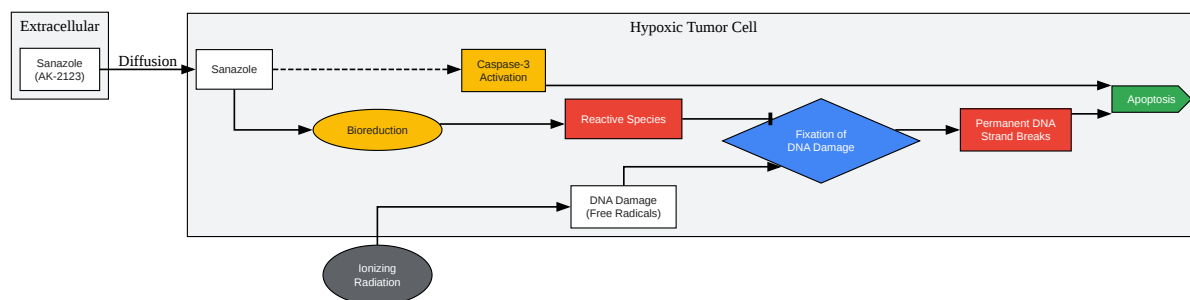 Extracellular
Hypoxic Tumor Cell
Sanazole
(AK-2123)
Diffusion
Sanazole
Caspase-3
Activation
Apoptosis
Bioreduction
Reactive Species
Fixation of
DNA Damage
Permanent DNA
Strand Breaks
DNA Damage
(Free Radicals)
Ionizing
Radiation